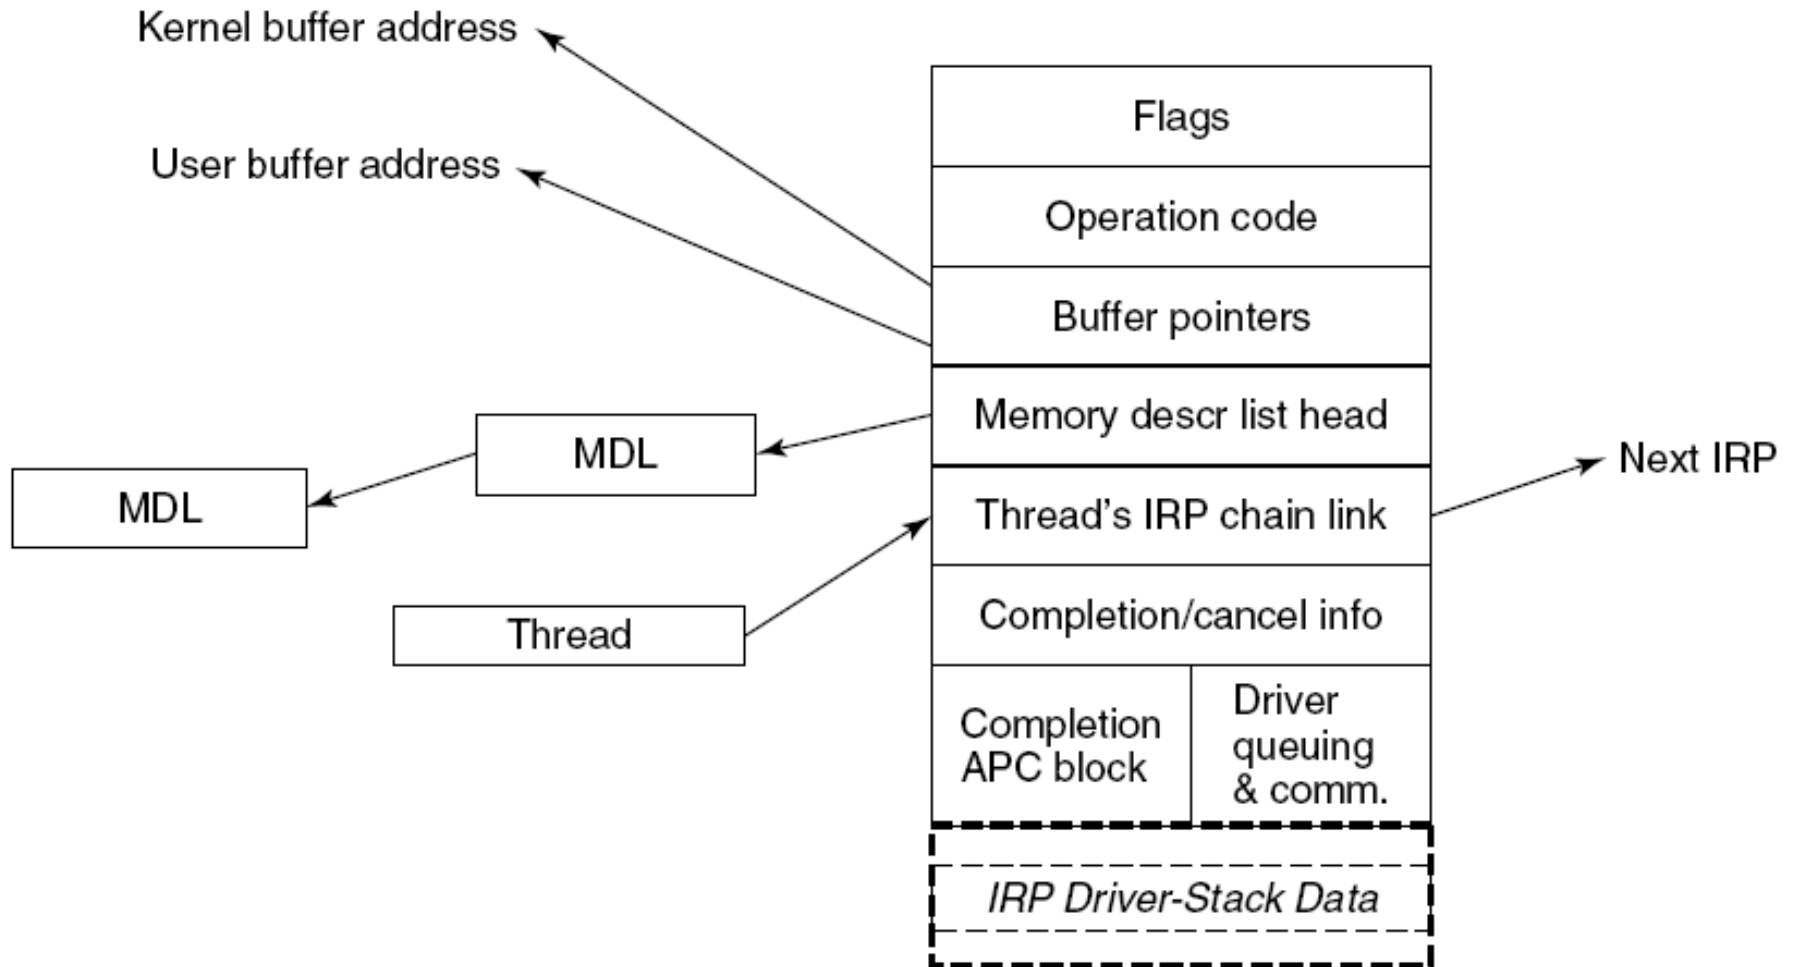 Kernel buffer address
User buffer address
Flags
Operation code
Buffer pointers
Memory descr list head
MDL
MDL
Thread’s IRP chain link
Next IRP
Thread
Completion/cancel info
Completion
APC block
Driver
queuing
& comm.
IRP Driver-Stack Data